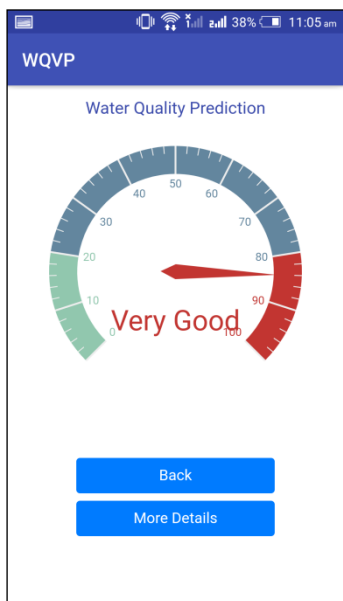 38% 11:05 am
WQVP
Water Quality Prediction
50
40 60
30 70
20 80
10 90
Very Good
0 100
Back
More Details